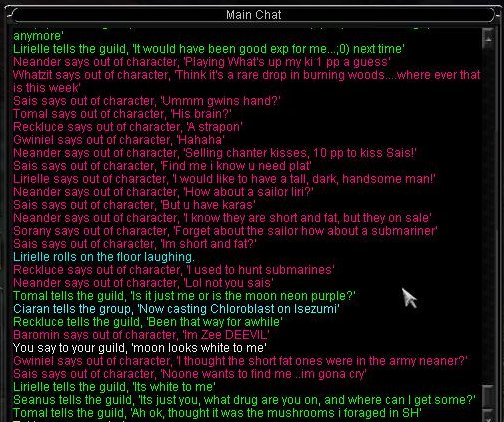 Main Chat
anymore'
Lirielle tells the guild, 'It would have been good exp for me...;0) next time'
Neander says out of character, 'Playing What's up my ki 1 pp a guess'
Whatzit says out of character, 'Think it's a rare drop in burning woods....where ever that
is this week'
Sais says out of character, 'Ummm gwins hand?'
Tomal says out of character, 'His brain?'
Reckluce says out of character, 'A strapon'
Gwiniel says out of character, 'Hahaha'
Neander says out of character, 'Selling chanter kisses, 10 pp to kiss Sais!'
Sais says out of character, 'Find me i know u need plat'
Lirielle says out of character, 'I would like to have a tall, dark, handsome man!'
Neander says out of character, 'How about a sailor liri?'
Sais says out of character, 'But u have karas'
Neander says out of character, 'I know they are short and fat, but they on sale'
Sorany says out of character, 'Forget about the sailor how about a submariner'
Sais says out of character, 'Im short and fat?'
Lirielle rolls on the floor laughing.
Reckluce says out of character, 'I used to hunt submarines'
Neander says out of character, 'Lol not you sais'
Tomal tells the guild, 'Is it just me or is the moon neon purple?'
Ciaran tells the group, 'Now casting Chloroblast on Isezumi'
Reckluce tells the guild, 'Been that way for awhile'
Baromin says out of character, 'Im Zee DEEVIL'
You say to your guild, 'moon looks white to me'
Gwiniel says out of character, 'I thought the short fat ones were in the army neaner?'
Sais says out of character, 'Noone wants to find me ..im gona cry'
Lirielle tells the guild, 'Its white to me'
Seanus tells the guild, 'Its just you, what drug are you on, and where can I get some?'
Tomal tells the guild, 'Ah ok, thought it was the mushrooms i foraged in SH'